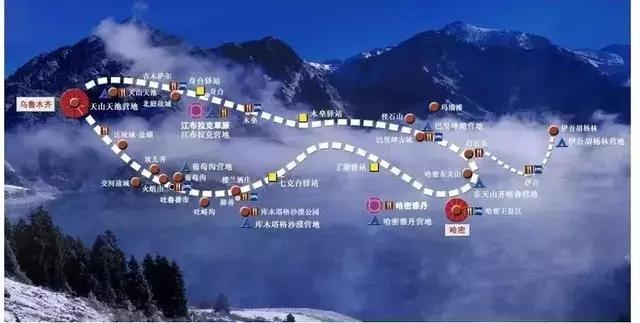 乌鲁木齐
天山天池
天山天池营地
吉木萨尔
北庭故城
奇台驿站
奇台
江布拉克草原
江布拉克营地
木垒
木垒驿站
怪石山
巴里坤古城
鸣沙山
巴里坤湖营地
伊吾胡杨林
伊吾胡杨林营地
白石头
伊吾
哈密东天山
东天山齐格鲁营地
达坂城-盐湖
坎儿井
交河故城
火焰山
葡萄沟营地
葡萄沟
吐鲁番市
吐峪沟
楼兰酒庄
鄯善
七克台驿站
库木塔格沙漠公园
库木塔格沙漠营地
了墩驿站
哈密雅丹
哈密雅丹营地
哈密
哈密王景区